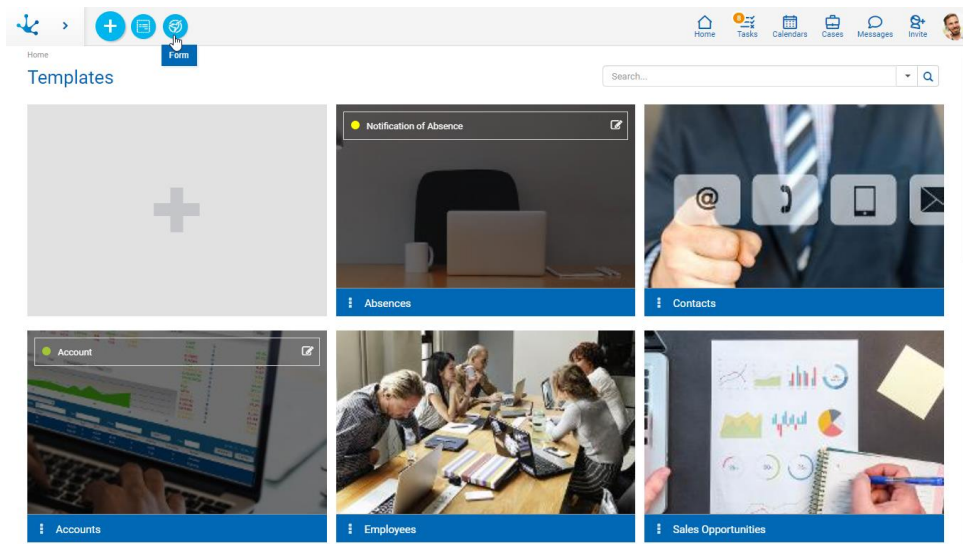 8
Home
Tasks
Calendars
Cases
Messages
Invite
Home
Form
Templates
Search...
Notification of Absence
@
Absences
Contacts
Account
Accounts
Employees
Sales Opportunities